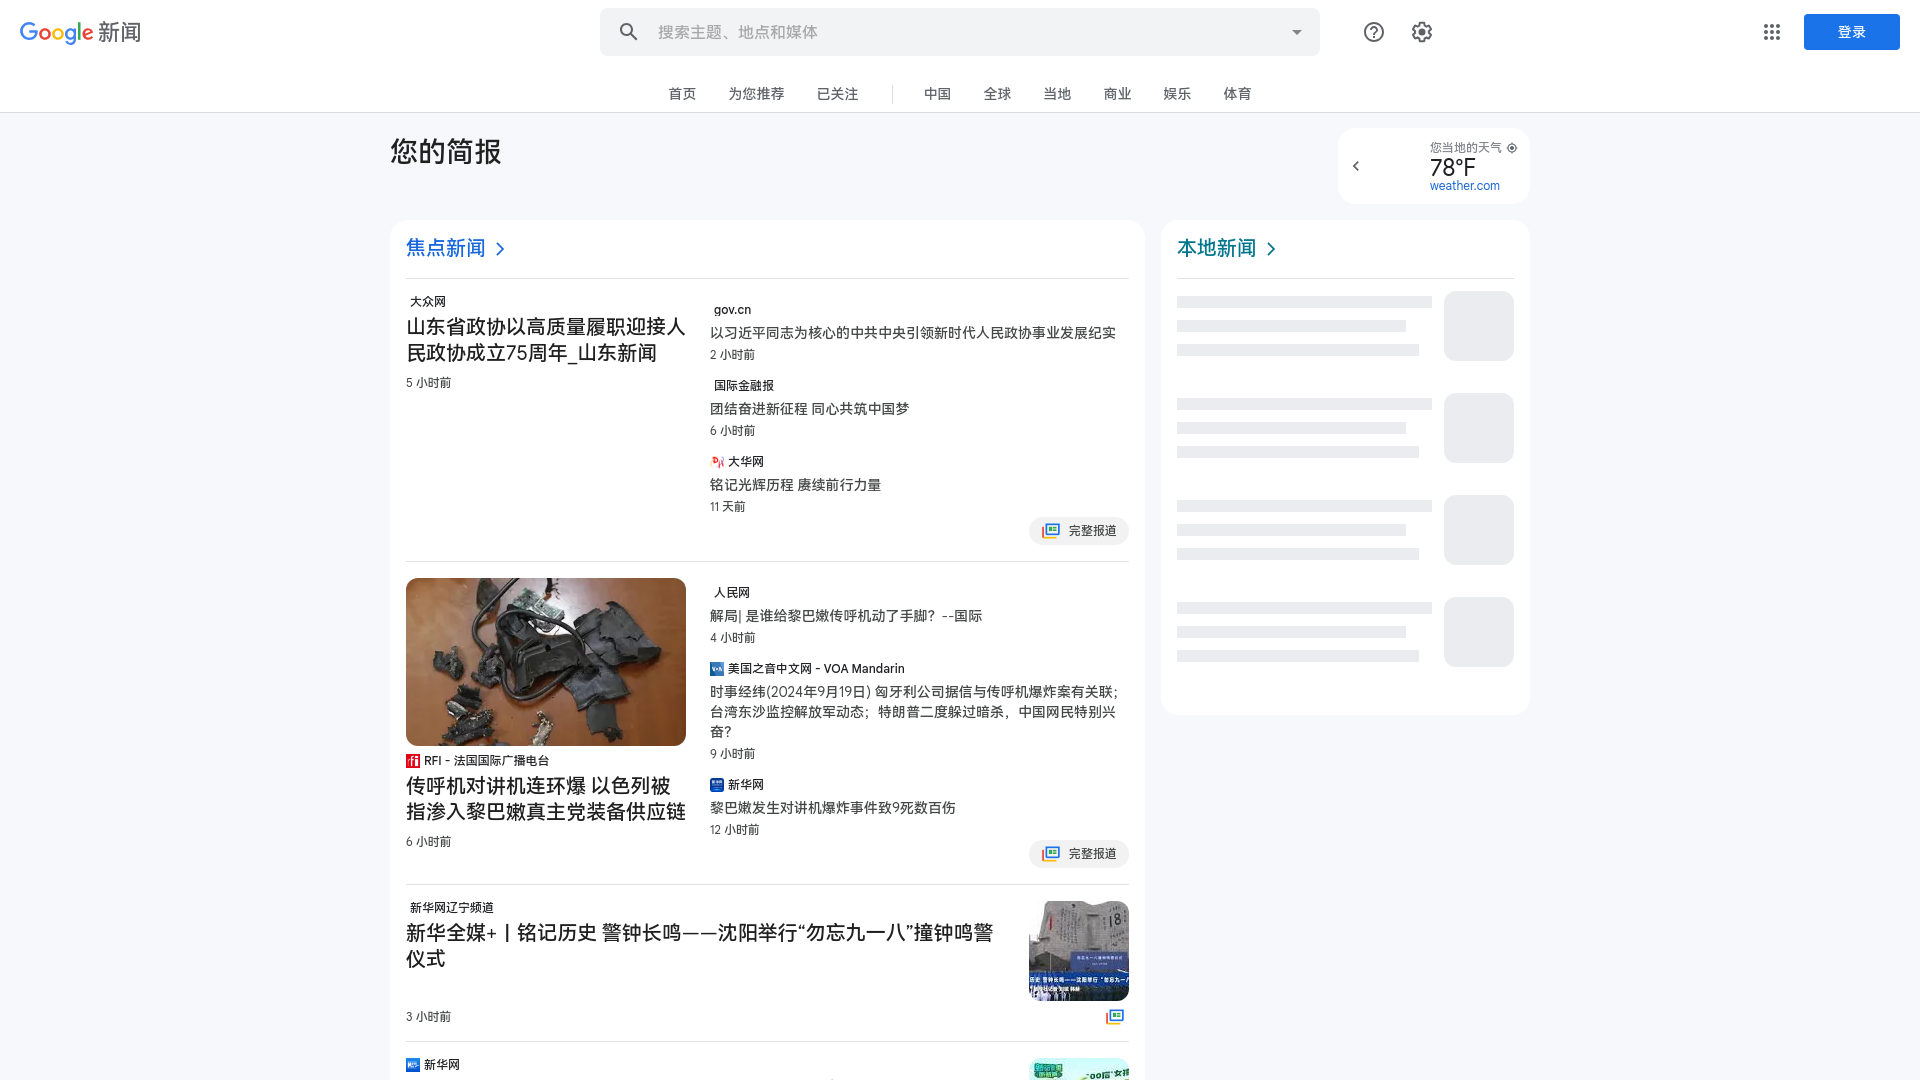 Google 新闻
搜索主题、地点和媒体
登录
首页
为您推荐
已关注
中国
全球
当地
商业
娱乐
体育
您的简报
您当地的天气
78°F
weather.com
焦点新闻
大众网
山东省政协以高质量履职迎接人
民政协成立75周年_山东新闻
5 小时前
gov.cn
以习近平同志为核心的中共中央引领新时代人民政协事业发展纪实
2 小时前
国际金融报
团结奋进新征程 同心共筑中国梦
6 小时前
大华网
铭记光辉历程 赓续前行力量
11 天前
完整报道
RFI - 法国国际广播电台
传呼机对讲机连环爆 以色列被
指渗入黎巴嫩真主党装备供应链
6 小时前
人民网
解局| 是谁给黎巴嫩传呼机动了手脚？--国际
4 小时前
美国之音中文网 - VOA Mandarin
时事经纬(2024年9月19日) 匈牙利公司据信与传呼机爆炸案有关联；
台湾东沙监控解放军动态；特朗普二度躲过暗杀，中国网民特别兴
奋？
9 小时前
新华网
黎巴嫩发生对讲机爆炸事件致9死数百伤
12 小时前
完整报道
新华网辽宁频道
新华全媒+丨铭记历史 警钟长鸣——沈阳举行“勿忘九一八”撞钟鸣警
仪式
3 小时前
新华网
本地新闻